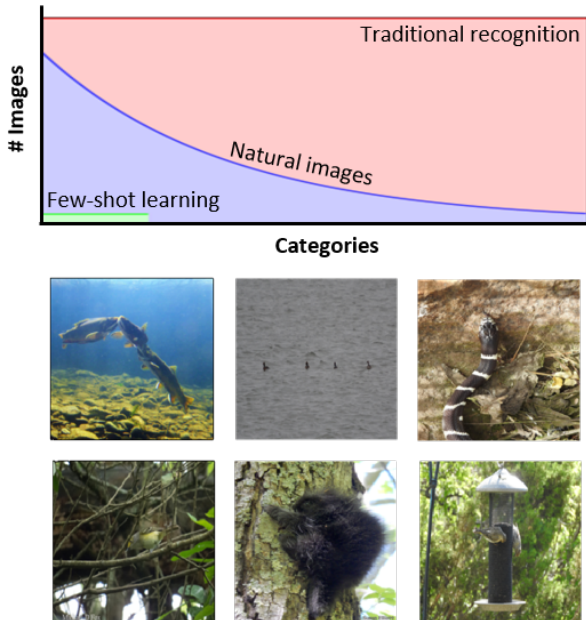 Traditional recognition
# Images
Natural images
Few-shot learning
Categories